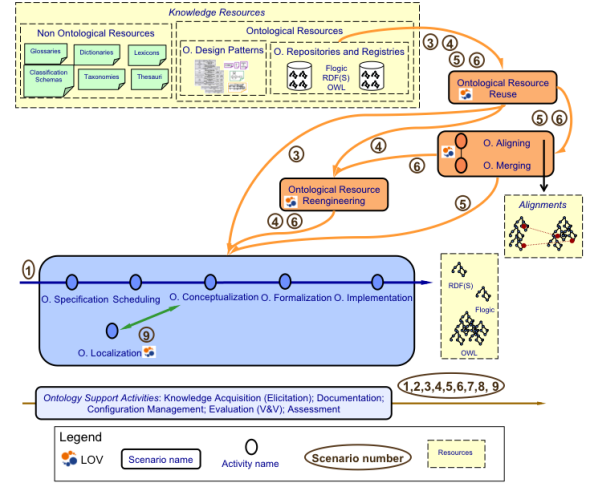 Knowledge Resources
Non Ontological Resources
Glossaries
Dictionaries
Lexicons
Classification
Schemes
Taxonomies
Thesauri
Ontological Resources
O. Design Patterns
O. Repositories and Registries
Flogic
RDF(S)
OWL
3 4
5 6
Ontological Resource
Reuse
5 6
3
4
6
O. Aligning
O. Merging
Ontological Resource
Reengineering
4 6
5
Alignments
1
O. Specification
Scheduling
O. Conceptualization
O. Formalization
O. Implementation
9
O. Localization
RDF(S)
Flogic
OWL
Ontology Support Activities: Knowledge Acquisition (Elicitation); Documentation;
Configuration Management; Evaluation (V&V); Assessment
1,2,3,4,5,6,7,8, 9
Legend
LOV
Scenario name
Activity name
Scenario number
Resources